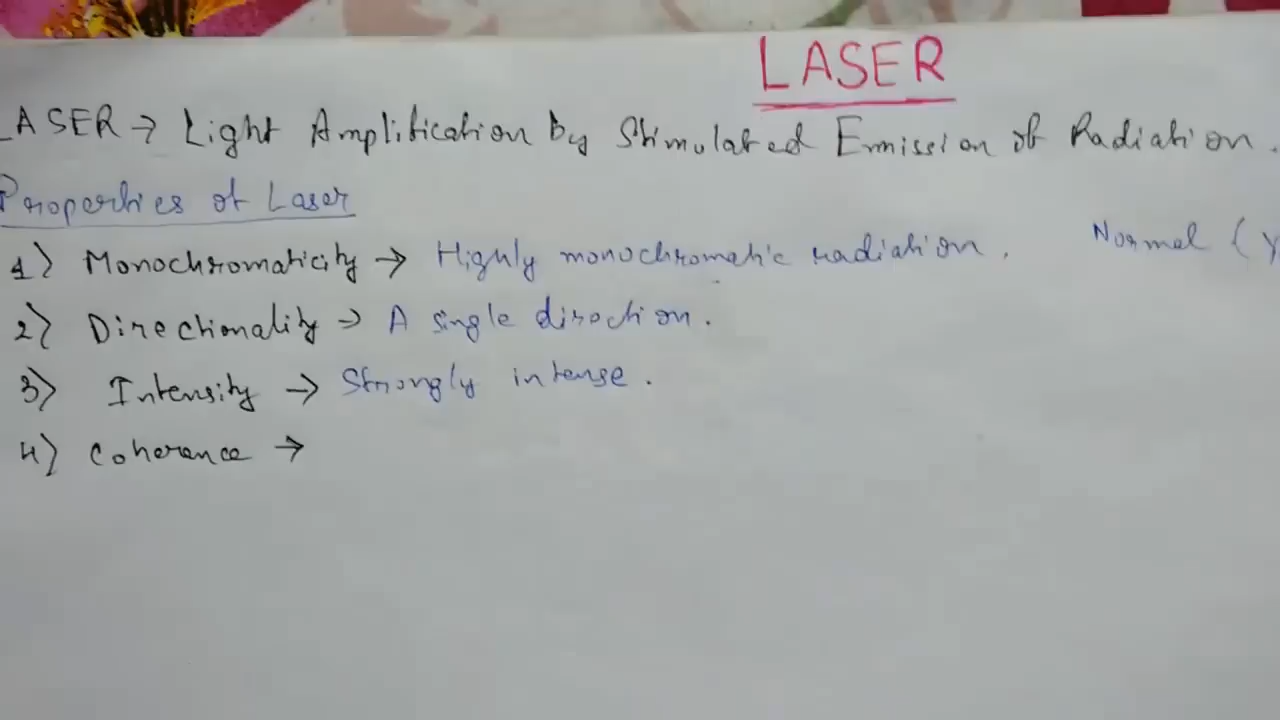 LASER
LASER → Light Amplification by Stimulated Emission of Radiation.
Properties of Laser
1) Monochromaticity → Highly monochromatic radiation. Normal (
2) Directionality → A single direction.
3) Intensity → Strongly intense.
4) Coherence →